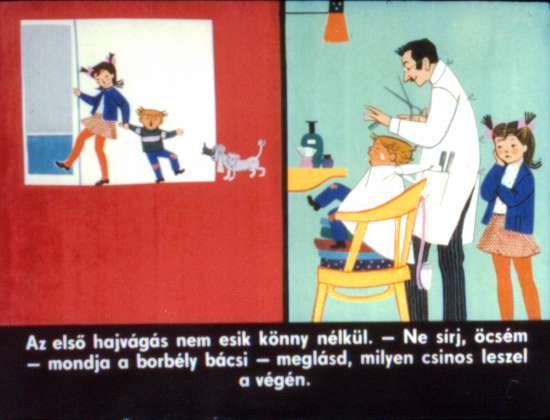 Az első hajvágás nem esik könny nélkül. — Ne sírj, öcsém
— mondja a borbély bácsi — meglásd, milyen csinos leszel
a végén.